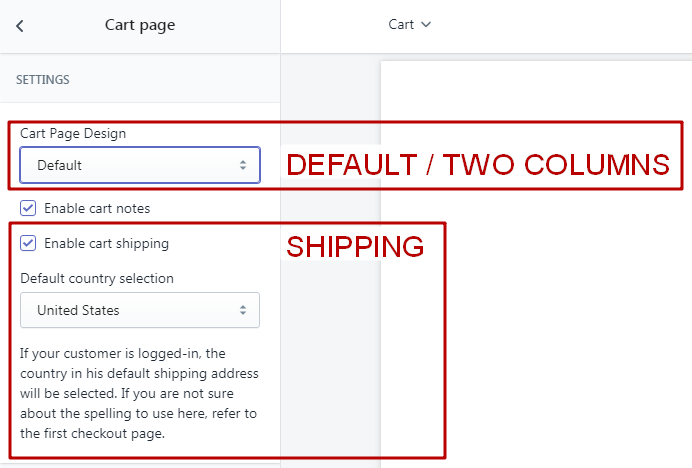 Cart page
Cart
SETTINGS
Cart Page Design
Default
DEFAULT / TWO COLUMNS
Enable cart notes
Enable cart shipping
SHIPPING
Default country selection
United States
If your customer is logged-in, the
country in his default shipping address
will be selected. If you are not sure
about the spelling to use here, refer to
the first checkout page.